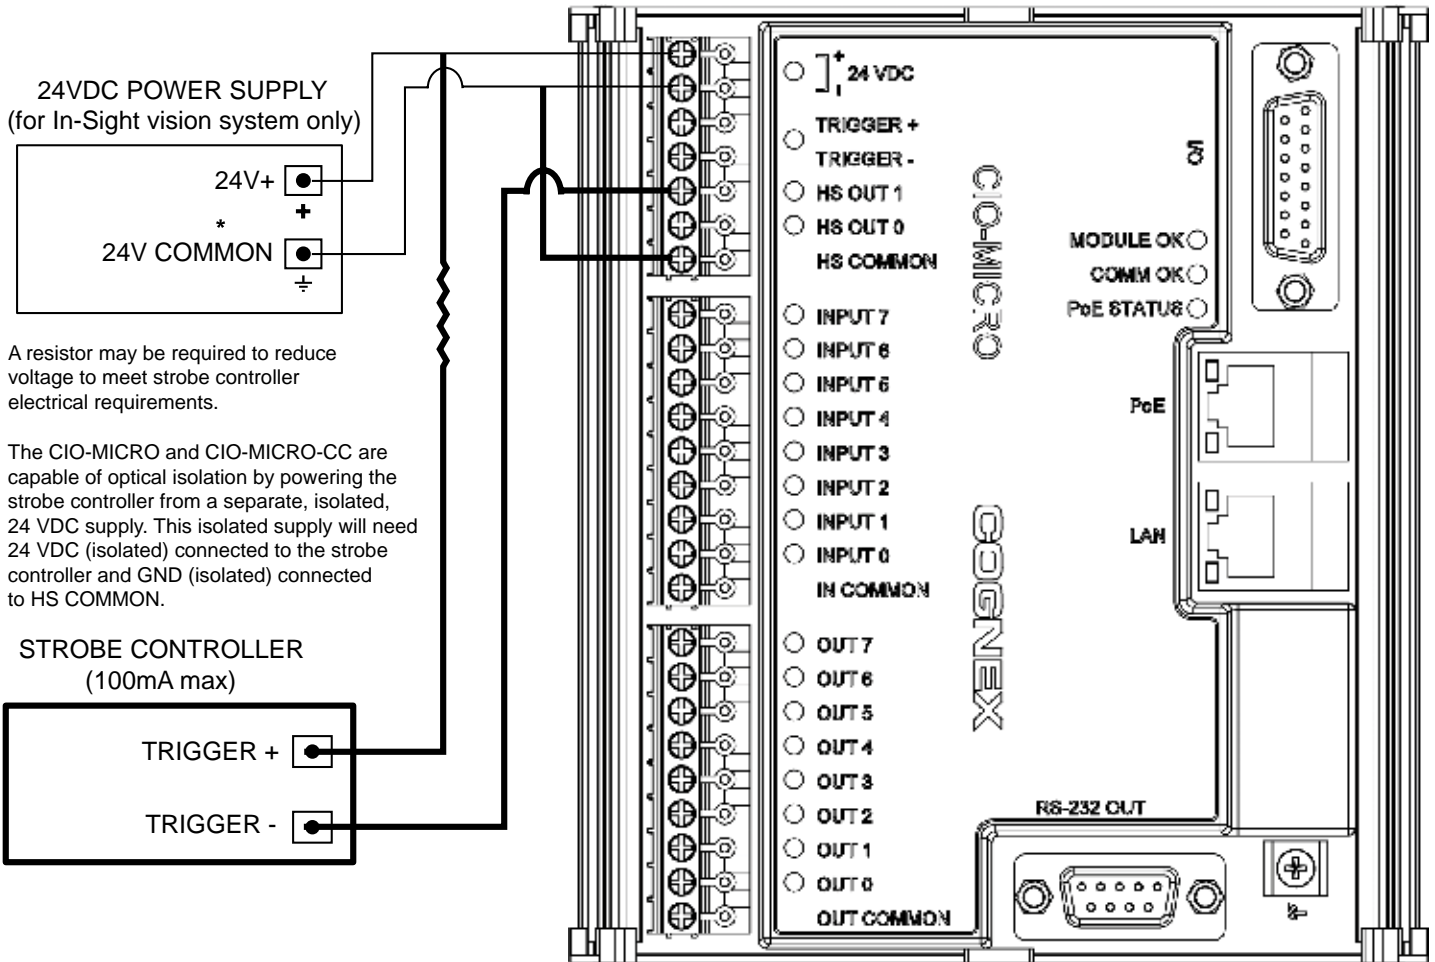 24VDC POWER SUPPLY
(for In-Sight vision system only)
24V+
+
*
24V COMMON
A resistor may be required to reduce
voltage to meet strobe controller
electrical requirements.
The CIO-MICRO and CIO-MICRO-CC are
capable of optical isolation by powering the
strobe controller from a separate, isolated,
24 VDC supply. This isolated supply will need
24 VDC (isolated) connected to the strobe
controller and GND (isolated) connected
to HS COMMON.
STROBE CONTROLLER
(100mA max)
TRIGGER +
TRIGGER -
+
24 VDC
-
TRIGGER +
TRIGGER -
HS OUT 1
HS OUT 0
HS COMMON
INPUT 7
INPUT 6
INPUT 5
INPUT 4
INPUT 3
INPUT 2
INPUT 1
INPUT 0
IN COMMON
OUT 7
OUT 6
OUT 5
OUT 4
OUT 3
OUT 2
OUT 1
OUT 0
OUT COMMON
CIO-MICRO
COGNEX
I/O
MODULE OK
COMM OK
PoE STATUS
PoE
LAN
RS-232 OUT